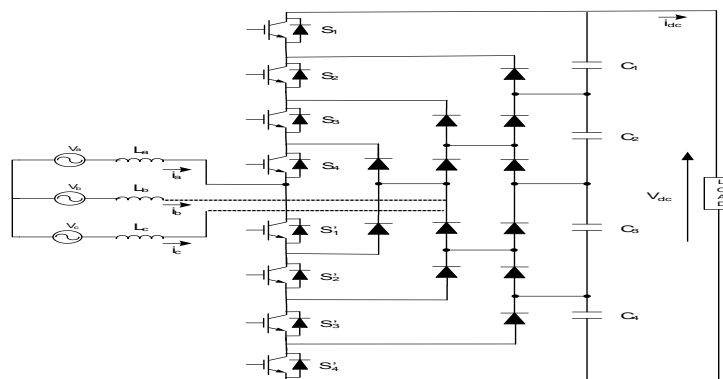 S1
idc
S2
C1
S3
C2
Va
La
S4
ia
Vb
Lb
ib
Vdc
LOAD
Vc
Lc
ic
S'1
C3
S'2
S'3
C4
S'4